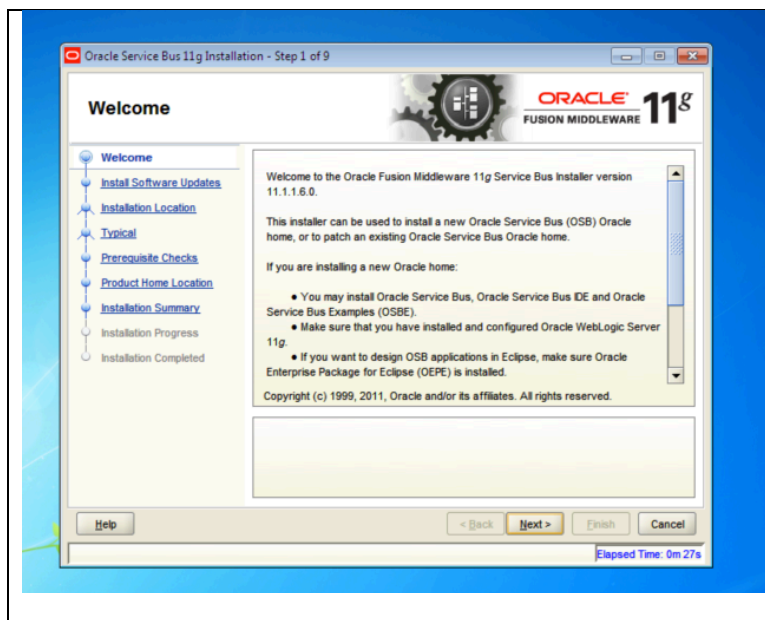 Oracle Service Bus 11g Installation - Step 1 of 9
Welcome
ORACLE
FUSION MIDDLEWARE 11g
Welcome
Install Software Updates
Installation Location
Typical
Prerequisite Checks
Product Home Location
Installation Summary
Installation Progress
Installation Completed
Welcome to the Oracle Fusion Middleware 11g Service Bus Installer version
11.1.1.6.0.
This installer can be used to install a new Oracle Service Bus (OSB) Oracle
home, or to patch an existing Oracle Service Bus Oracle home.
If you are installing a new Oracle home:
● You may install Oracle Service Bus, Oracle Service Bus IDE and Oracle
Service Bus Examples (OSBE).
● Make sure that you have installed and configured Oracle WebLogic Server
11g.
● If you want to design OSB applications in Eclipse, make sure Oracle
Enterprise Package for Eclipse (OEPE) is installed.
Copyright (c) 1999, 2011, Oracle and/or its affiliates. All rights reserved.
Help
< Back
Next >
Finish
Cancel
Elapsed Time: 0m 27s